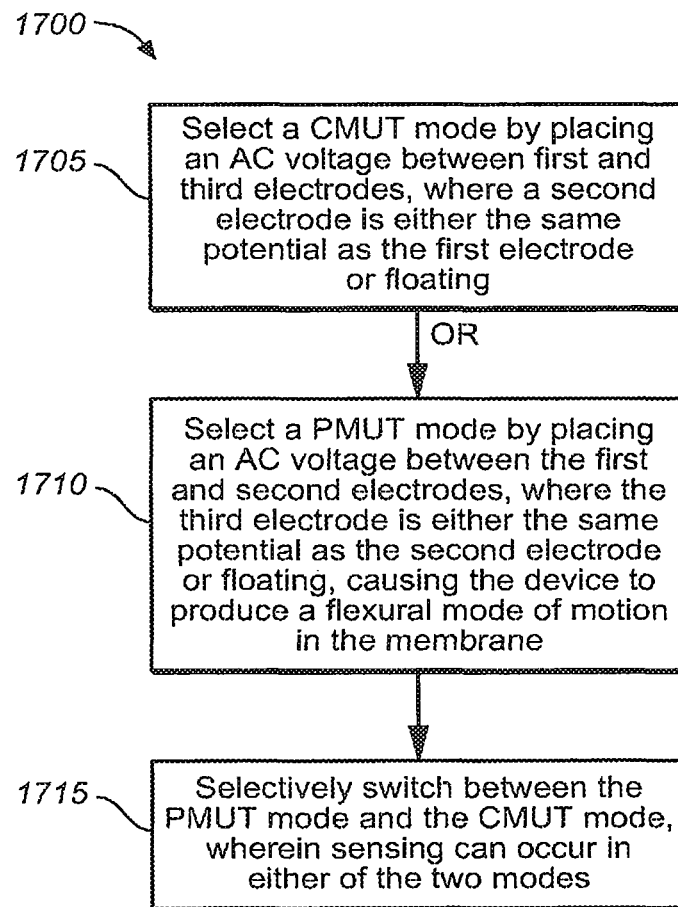 1700
1705
Select a CMUT mode by placing
an AC voltage between first and
third electrodes, where a second
electrode is either the same
potential as the first electrode
or floating
OR
1710
Select a PMUT mode by placing
an AC voltage between the first
and second electrodes, where the
third electrode is either the same
potential as the second electrode
or floating, causing the device to
produce a flexural mode of motion
in the membrane
1715
Selectively switch between the
PMUT mode and the CMUT mode,
wherein sensing can occur in
either of the two modes